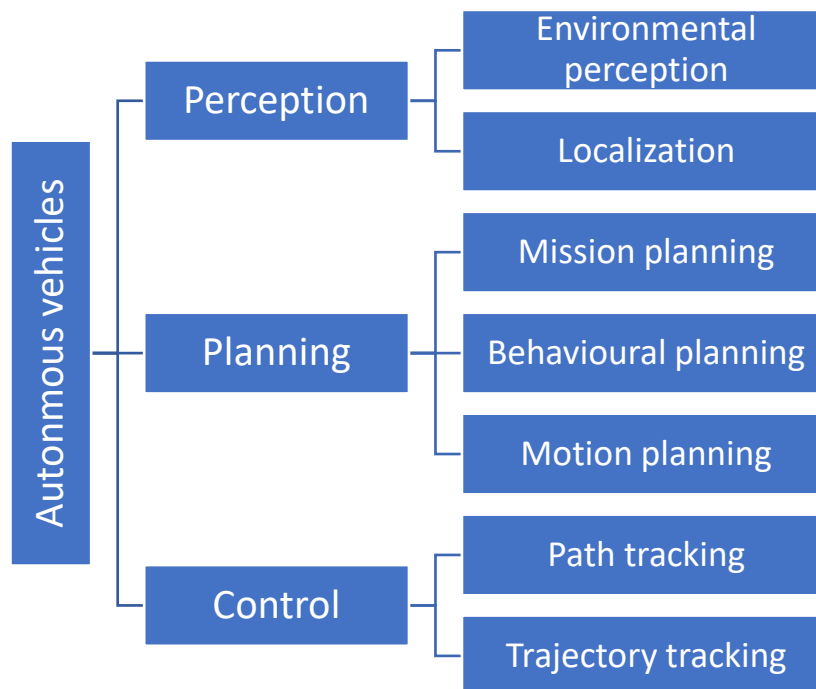 Autonmous vehicles
Perception
Environmental
perception
Localization
Planning
Mission planning
Behavioural planning
Motion planning
Control
Path tracking
Trajectory tracking